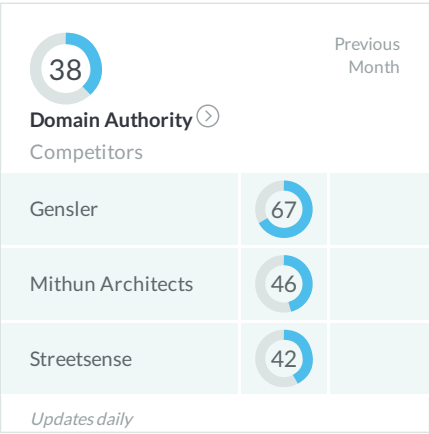 38
Previous
Month
Domain Authority
Competitors
Gensler 67
Mithun Architects 46
Streetsense 42
Updates daily